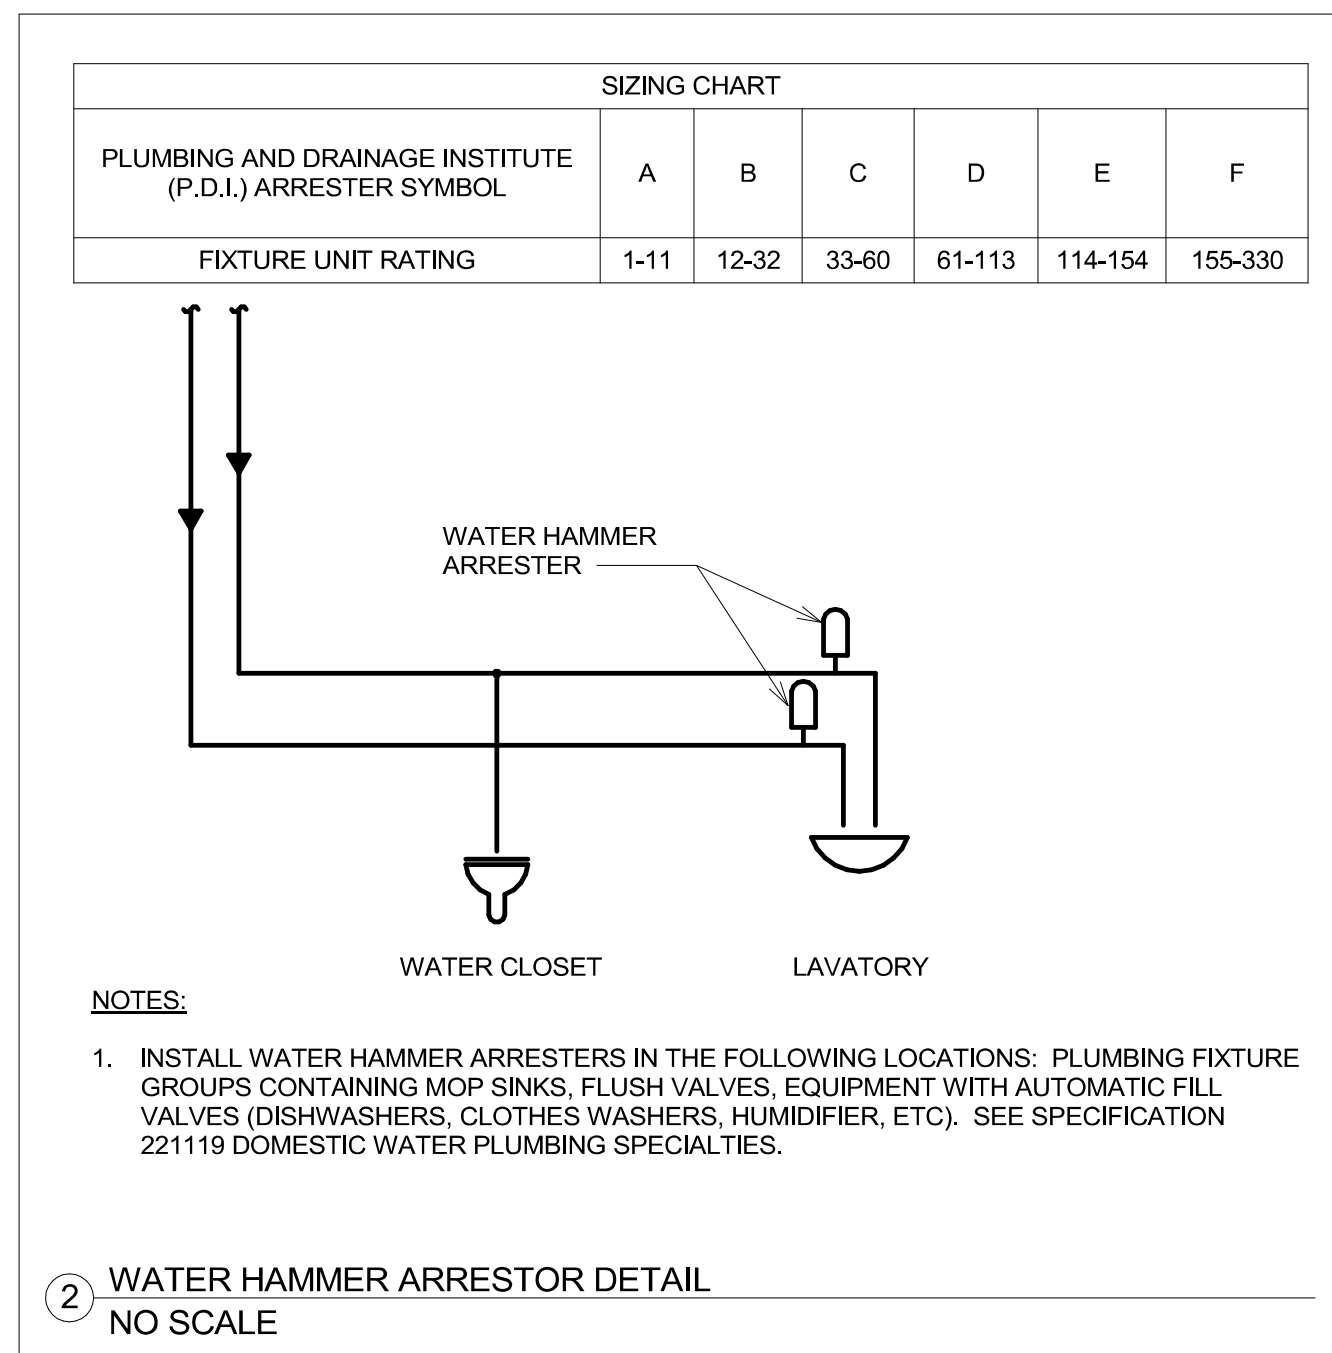 SIZING CHART
PLUMBING AND DRAINAGE INSTITUTE
(P.D.I.) ARRESTER SYMBOL
A B C D E F
FIXTURE UNIT RATING 1-11 12-32 33-60 61-113 114-154 155-330
WATER HAMMER
ARRESTER
WATER CLOSET LAVATORY
NOTES:
1. INSTALL WATER HAMMER ARRESTERS IN THE FOLLOWING LOCATIONS: PLUMBING FIXTURE
GROUPS CONTAINING MOP SINKS, FLUSH VALVES, EQUIPMENT WITH AUTOMATIC FILL
VALVES (DISHWASHERS, CLOTHES WASHERS, HUMIDIFIER, ETC). SEE SPECIFICATION
221119 DOMESTIC WATER PLUMBING SPECIALTIES.
2 WATER HAMMER ARRESTOR DETAIL
NO SCALE